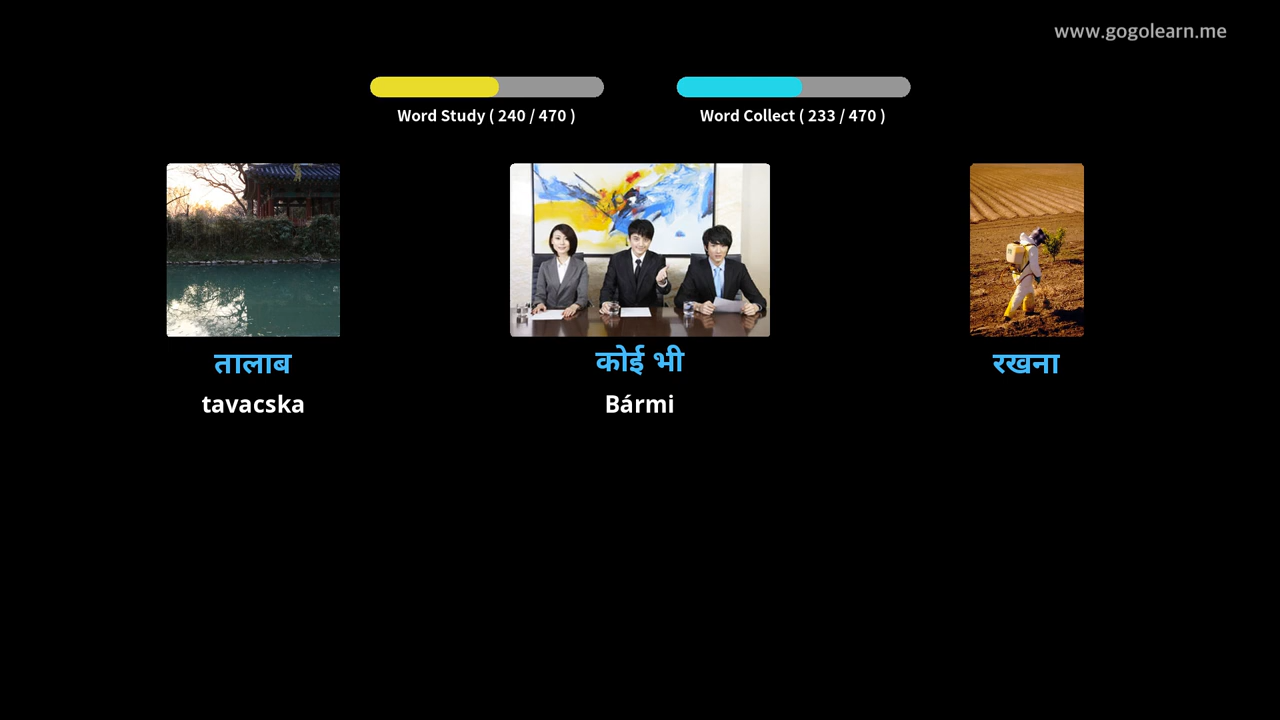 www.gogolearn.me
Word Study ( 240 / 470 )
Word Collect ( 233 / 470 )
तालाब
कोई भी
रखना
tavacska
Bármi